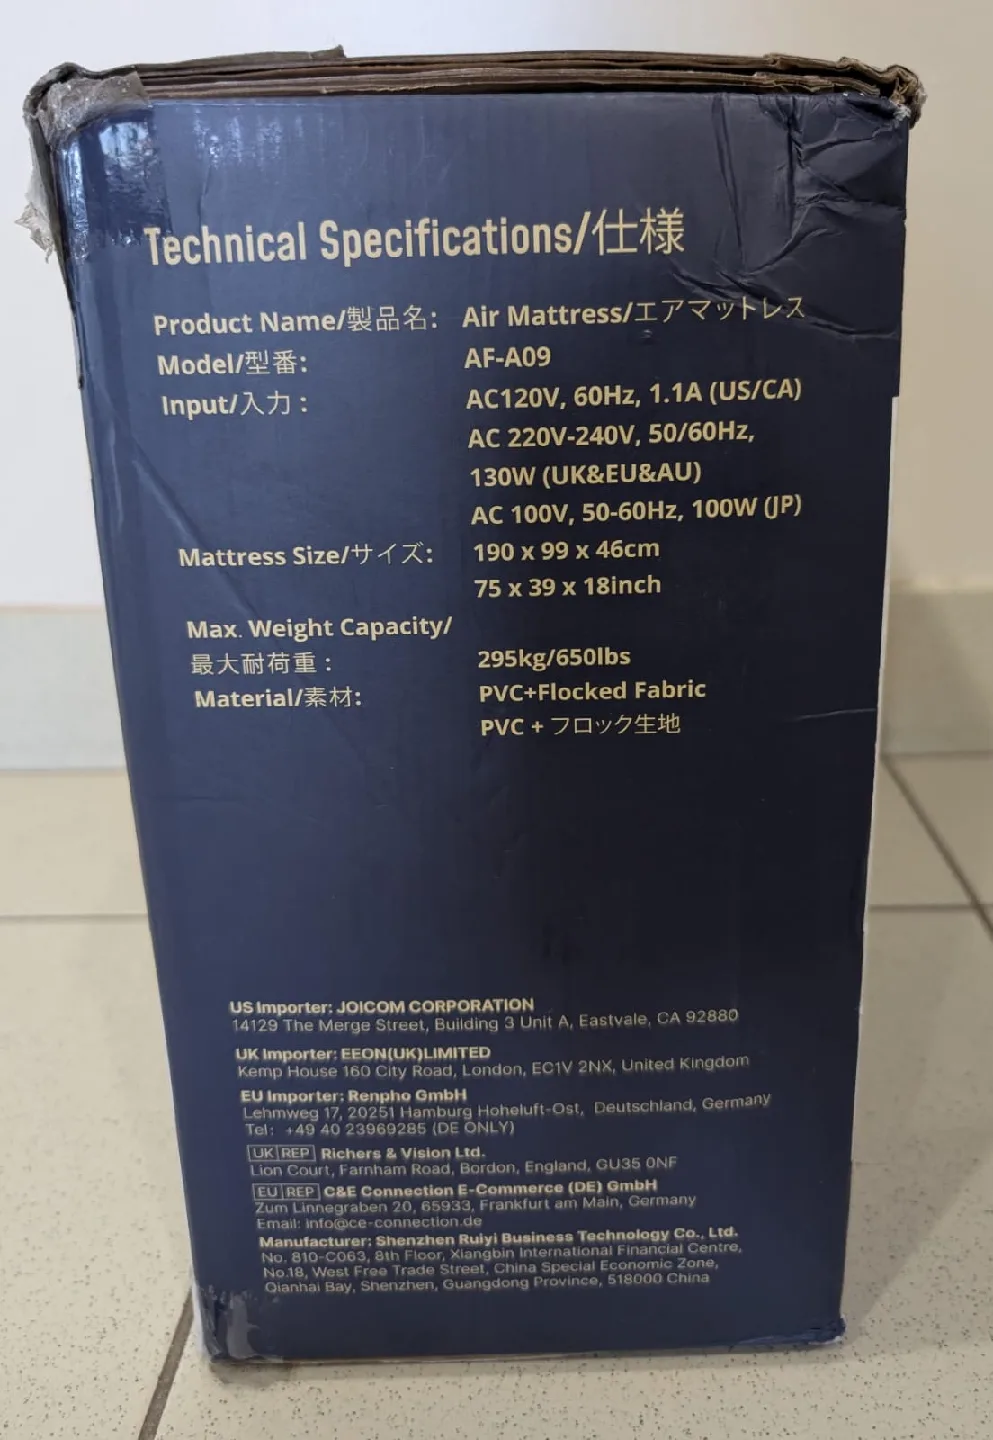 Technical Specifications/仕様
Product Name/製品名: Air Mattress/エアマットレス
Model/型番: AF-A09
Input/入力 : AC120V, 60Hz, 1.1A (US/CA)
AC 220V-240V, 50/60Hz,
130W (UK&EU&AU)
AC 100V, 50-60Hz, 100W (JP)
Mattress Size/サイズ: 190 x 99 x 46cm
75 x 39 x 18inch
Max. Weight Capacity/
最大耐荷重 : 295kg/650lbs
Material/素材: PVC+Flocked Fabric
PVC + フロック生地
US Importer: JOICOM CORPORATION
14129 The Merge Street, Building 3 Unit A, Eastvale, CA 92880
UK Importer: EEON(UK)LIMITED
Kemp House 160 City Road, London, EC1V 2NX, United Kingdom
EU Importer: Renpho GmbH
Lehmweg 17, 20251 Hamburg Hoheluft-Ost, Deutschland, Germany
Tel: +49 40 23969285 (DE ONLY)
UK REP Richers & Vision Ltd.
Lion Court, Farnham Road, Bordon, England, GU35 0NF
EU REP C&E Connection E-Commerce (DE) GmbH
Zum Linnegraben 20, 65933, Frankfurt am Main, Germany
Email: info@ce-connection.de
Manufacturer: Shenzhen Ruiyi Business Technology Co., Ltd.
No. 810-C063, 8th Floor, Xiangbin International Financial Centre,
No.18, West Free Trade Street, China Special Economic Zone,
Qianhai Bay, Shenzhen, Guangdong Province, 518000 China